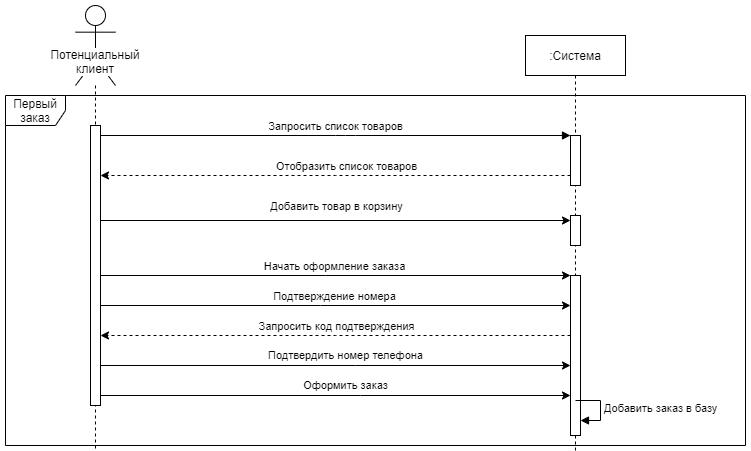 Потенциальный
клиент
:Система
Первый
заказ
Запросить список товаров
Отобразить список товаров
Добавить товар в корзину
Начать оформление заказа
Подтверждение номера
Запросить код подтверждения
Подтвердить номер телефона
Оформить заказ
Добавить заказ в базу